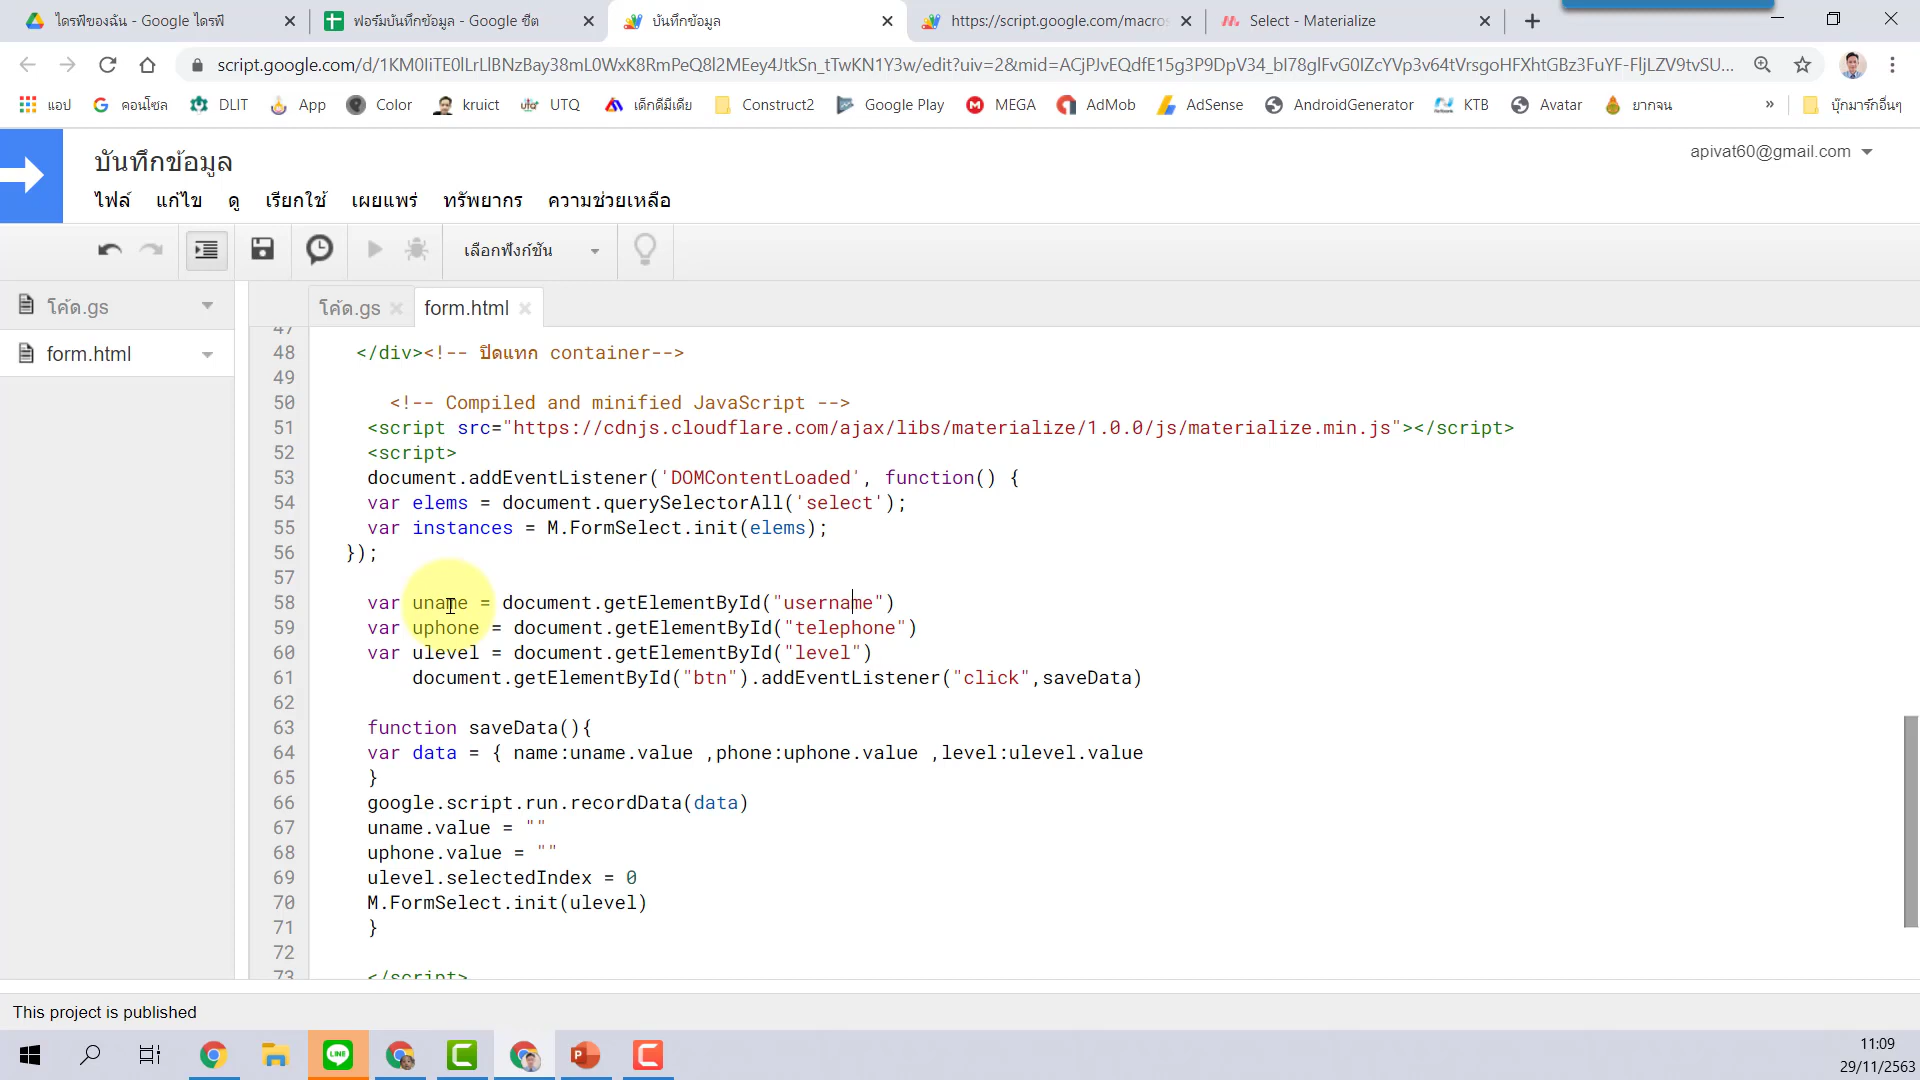 ไดรฟ์ของฉัน - Google ไดรฟ์
ฟอร์มบันทึกข้อมูล - Google ชีต
บันทึกข้อมูล
https://script.google.com/macros
Select - Materialize
script.google.com/d/1KM0IiTE0lLrLlBNzBay38mL0WxK8RmPeQ8l2MEey4JtkSn_tTwKN1Y3w/edit?uiv=2&mid=ACjPJvEQdfE15g3P9DpV34_bI78glFvG0IZcYVp3v64tVrsgoHFXhtGBz3FuYF-FljLZV9tvSU...
แอป
คอนโซล
DLIT
App
Color
kruict
UTQ
เด็กดีมีเดีย
Construct2
Google Play
MEGA
AdMob
AdSense
AndroidGenerator
KTB
Avatar
ยากจน
»
บุ๊กมาร์กอื่นๆ
บันทึกข้อมูล
apivat60@gmail.com
ไฟล์ แก้ไข ดู เรียกใช้ เผยแพร่ ทรัพยากร ความช่วยเหลือ
เลือกฟังก์ชัน
โค้ด.gs
form.html
โค้ด.gs
form.html
47
48 </div><!-- ปิดแทก container-->
49
50 <!-- Compiled and minified JavaScript -->
51 <script src="https://cdnjs.cloudflare.com/ajax/libs/materialize/1.0.0/js/materialize.min.js"></script>
52 <script>
53 document.addEventListener('DOMContentLoaded', function() {
54 var elems = document.querySelectorAll('select');
55 var instances = M.FormSelect.init(elems);
56 });
57
58 var uname = document.getElementById("username")
59 var uphone = document.getElementById("telephone")
60 var ulevel = document.getElementById("level")
61 document.getElementById("btn").addEventListener("click",saveData)
62
63 function saveData(){
64 var data = { name:uname.value ,phone:uphone.value ,level:ulevel.value
65 }
66 google.script.run.recordData(data)
67 uname.value = ""
68 uphone.value = ""
69 ulevel.selectedIndex = 0
70 M.FormSelect.init(ulevel)
71 }
72
73 </script>
This project is published
LINE
11:09
29/11/2563